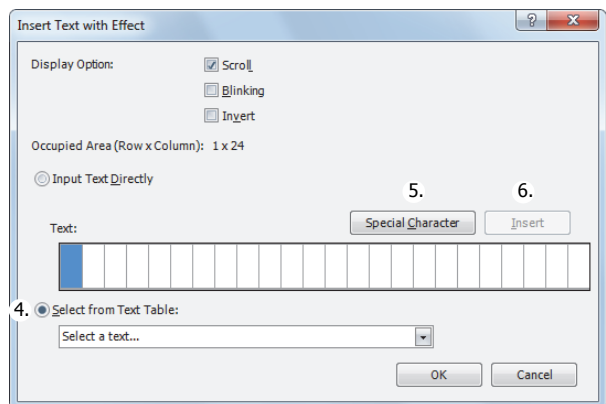 Insert Text with Effect
Display Option:
Scroll
Blinking
Invert
Occupied Area (Row x Column): 1 x 24
Input Text Directly
5. 6.
Text: Special Character Insert
4. Select from Text Table:
Select a text...
OK Cancel